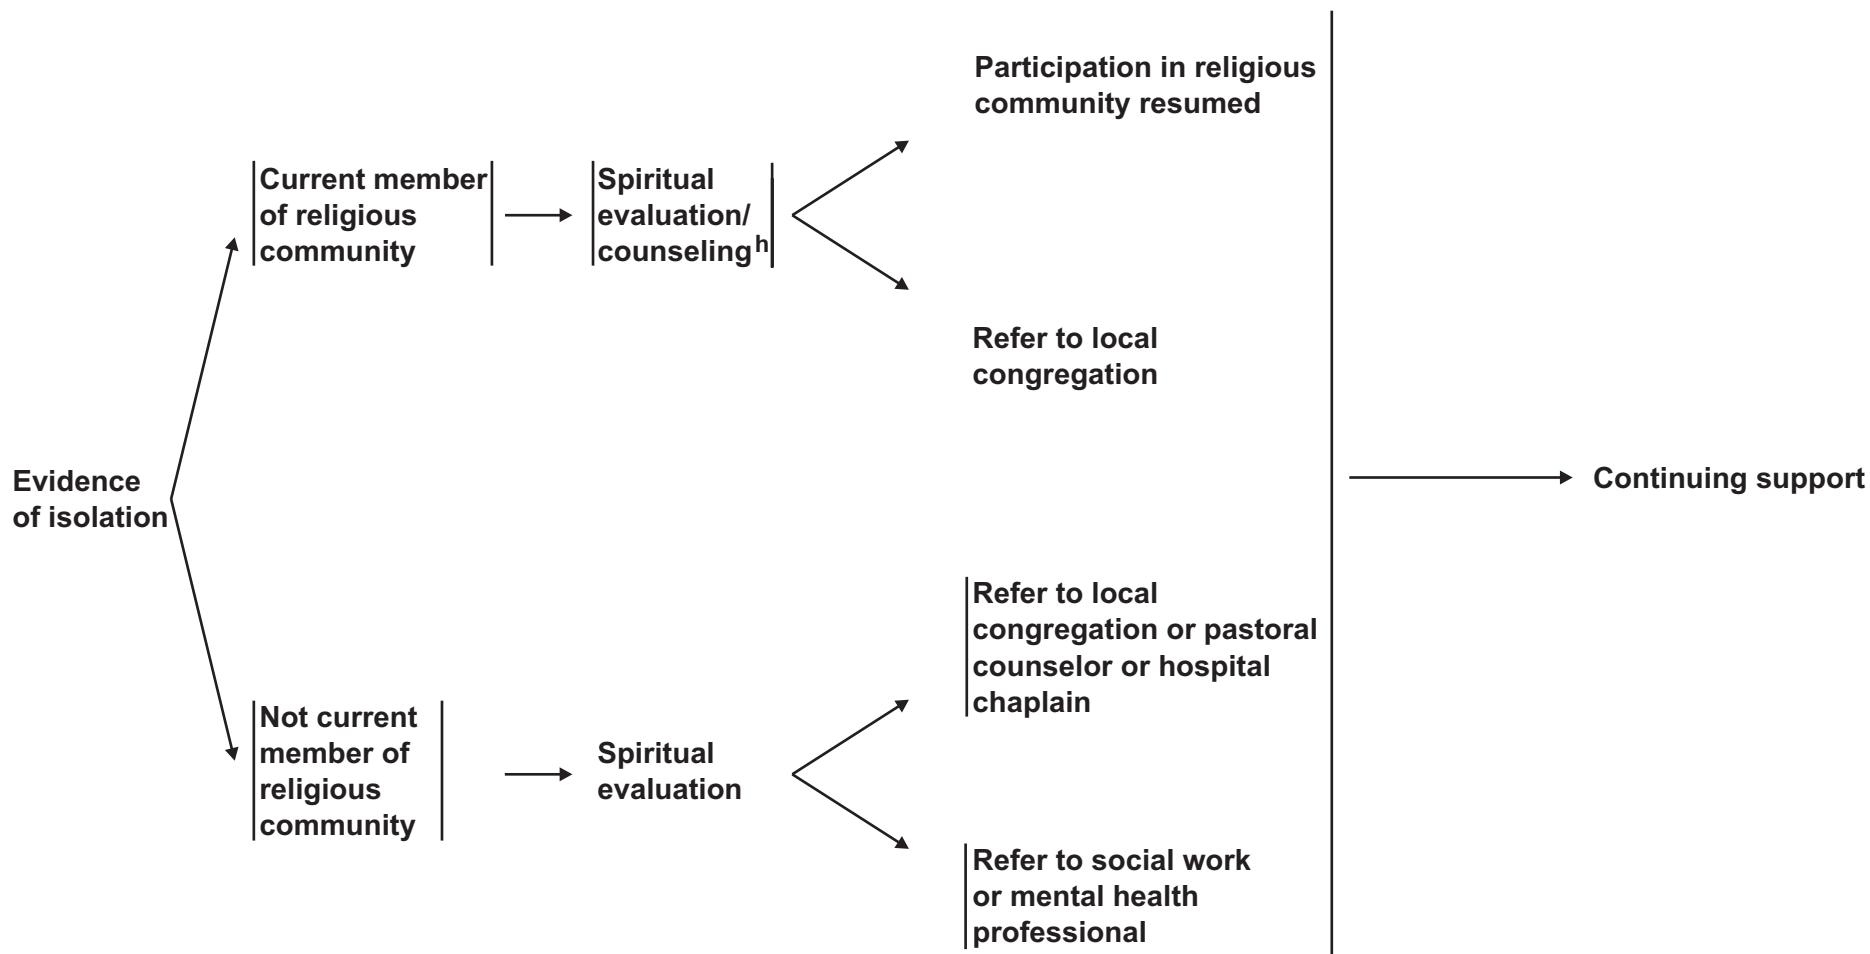 Evidence
of isolation
Current member
of religious
community
Spiritual
evaluation/
counselingʰ
Participation in religious
community resumed
Refer to local
congregation
Not current
member of
religious
community
Spiritual
evaluation
Refer to local
congregation or pastoral
counselor or hospital
chaplain
Refer to social work
or mental health
professional
Continuing support